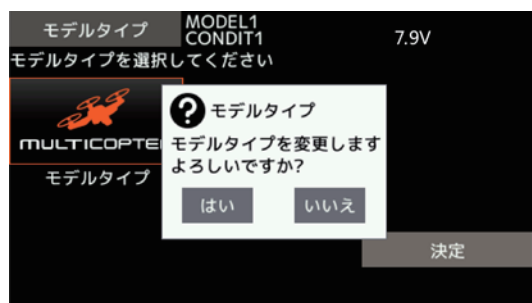 モデルタイプ
MODEL1
CONDIT1
7.9V
モデルタイプを選択してください
MULTICOPTE
モデルタイプ
モデルタイプ
モデルタイプを変更します
よろしいですか?
はい
いいえ
決定